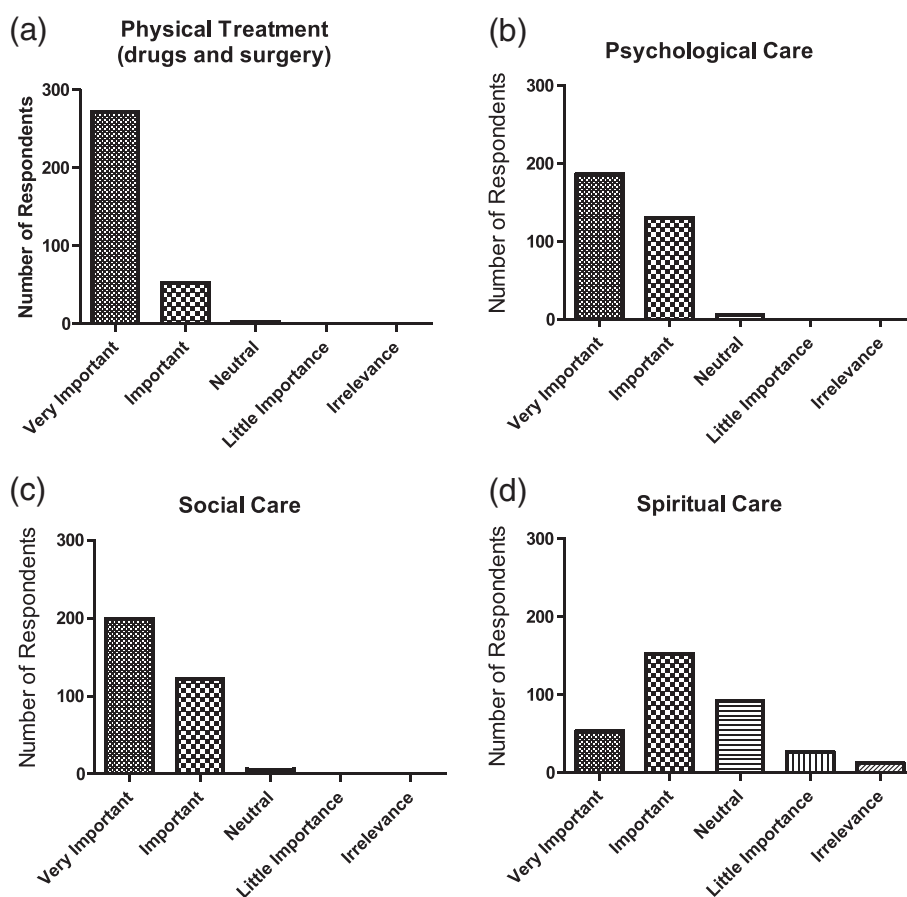 (a)
Physical Treatment
(drugs and surgery)
Number of Respondents
300
200
100
0
Very Important
Important
Neutral
Little Importance
Irrelevance
(b)
Psychological Care
Number of Respondents
300
200
100
0
Very Important
Important
Neutral
Little Importance
Irrelevance
(c)
Social Care
Number of Respondents
300
200
100
0
Very Important
Important
Neutral
Little Importance
Irrelevance
(d)
Spiritual Care
Number of Respondents
300
200
100
0
Very Important
Important
Neutral
Little Importance
Irrelevance